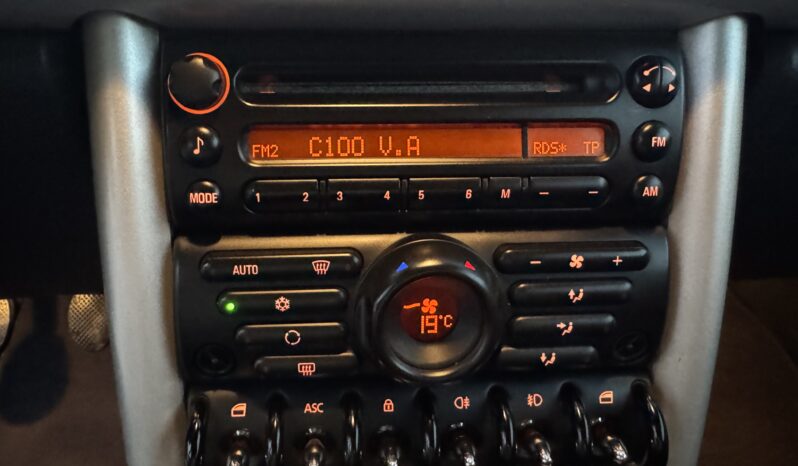 FM2 C100 V.A RDS* TP
FM
MODE
1 2 3 4 5 6 M – –
AM
AUTO
– +
19°C
ASC